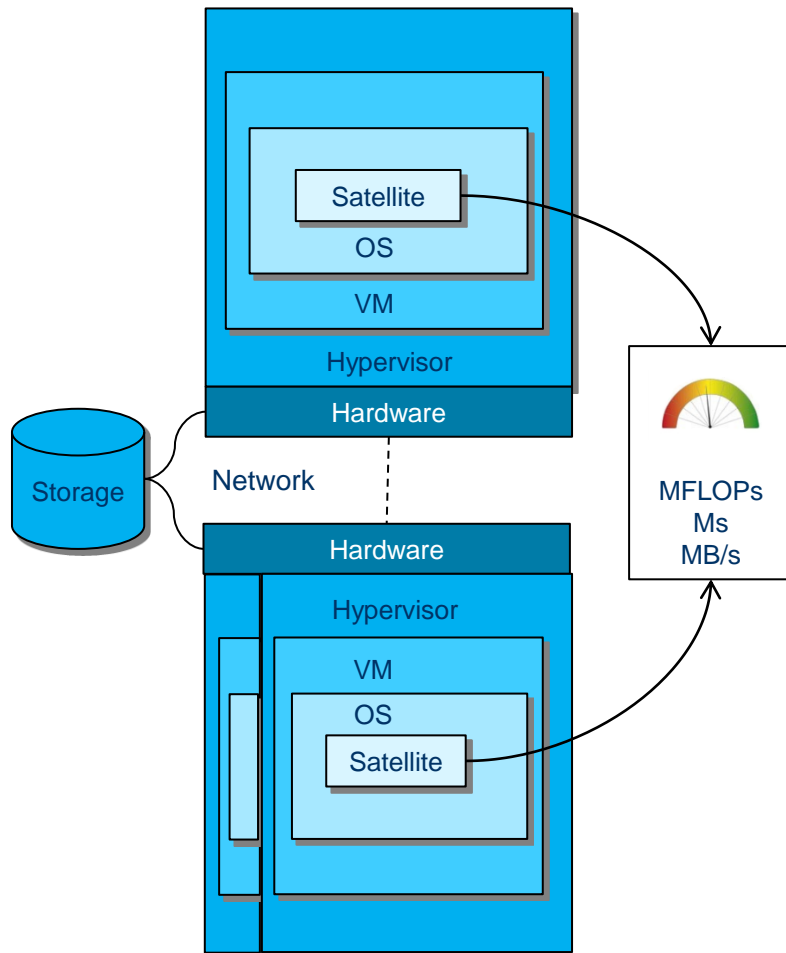 Satellite
OS
VM
Hypervisor
Hardware
Storage
Network
MFLOPs
Ms
MB/s
Hardware
Hypervisor
VM
OS
Satellite